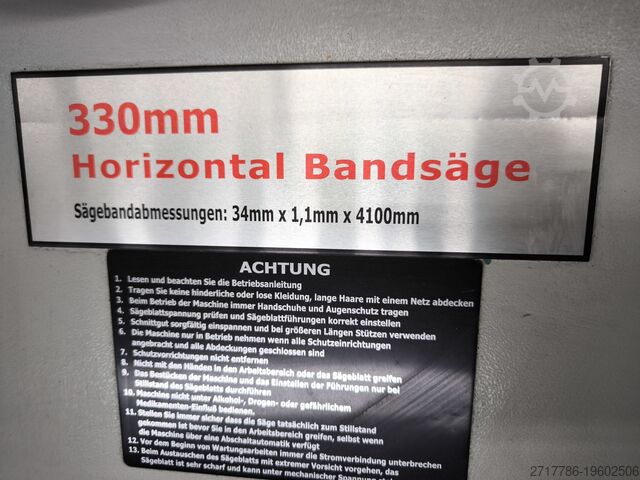 330mm
Horizontal Bandsäge
Sägebandabmessungen: 34mm x 1,1mm x 4100mm
ACHTUNG
1. Lesen und beachten Sie die Betriebsanleitung
2. Tragen Sie keine hinderliche oder lose Kleidung, lange Haare mit einem Netz abdecken
3. Beim Betrieb der Maschine immer Handschuhe und Augenschutz tragen
4. Sägeblattspannung prüfen und Sägeblattführungen korrekt einstellen
5. Schnittgut sorgfältig einspannen und bei größeren Längen Stützen verwenden
6. Die Maschine nur in Betrieb nehmen wenn alle Schutzeinrichtungen
angebracht und alle Abdeckungen geschlossen sind
7. Schutzvorrichtungen nicht entfernen
8. Nicht mit den Händen in den Arbeitsbereich oder das Sägeblatt greifen
9. Das Bestücken der Maschine und das Einstellen der Führungen nur bei
Stillstand des Sägeblatts durchführen
10. Maschine nicht unter Alkohol-, Drogen- oder gefährlichem
Medikamenten-Einfluß bedienen.
11. Stellen Sie immer sicher dass die Säge tatsächlich zum Stillstand
gekommen ist bevor Sie in den Arbeitsbereich greifen, selbst wenn
die Maschine über eine Abschaltautomatik verfügt
12. Vor dem Beginn von Wartungsarbeiten immer die Stromverbindung unterbrechen
13. Beim Austauschen des Sägeblatts mit extremer Vorsicht vorgehen, das
Sägeblatt ist sehr scharf und kann unter mechanischer Spannung
2717786-19602506